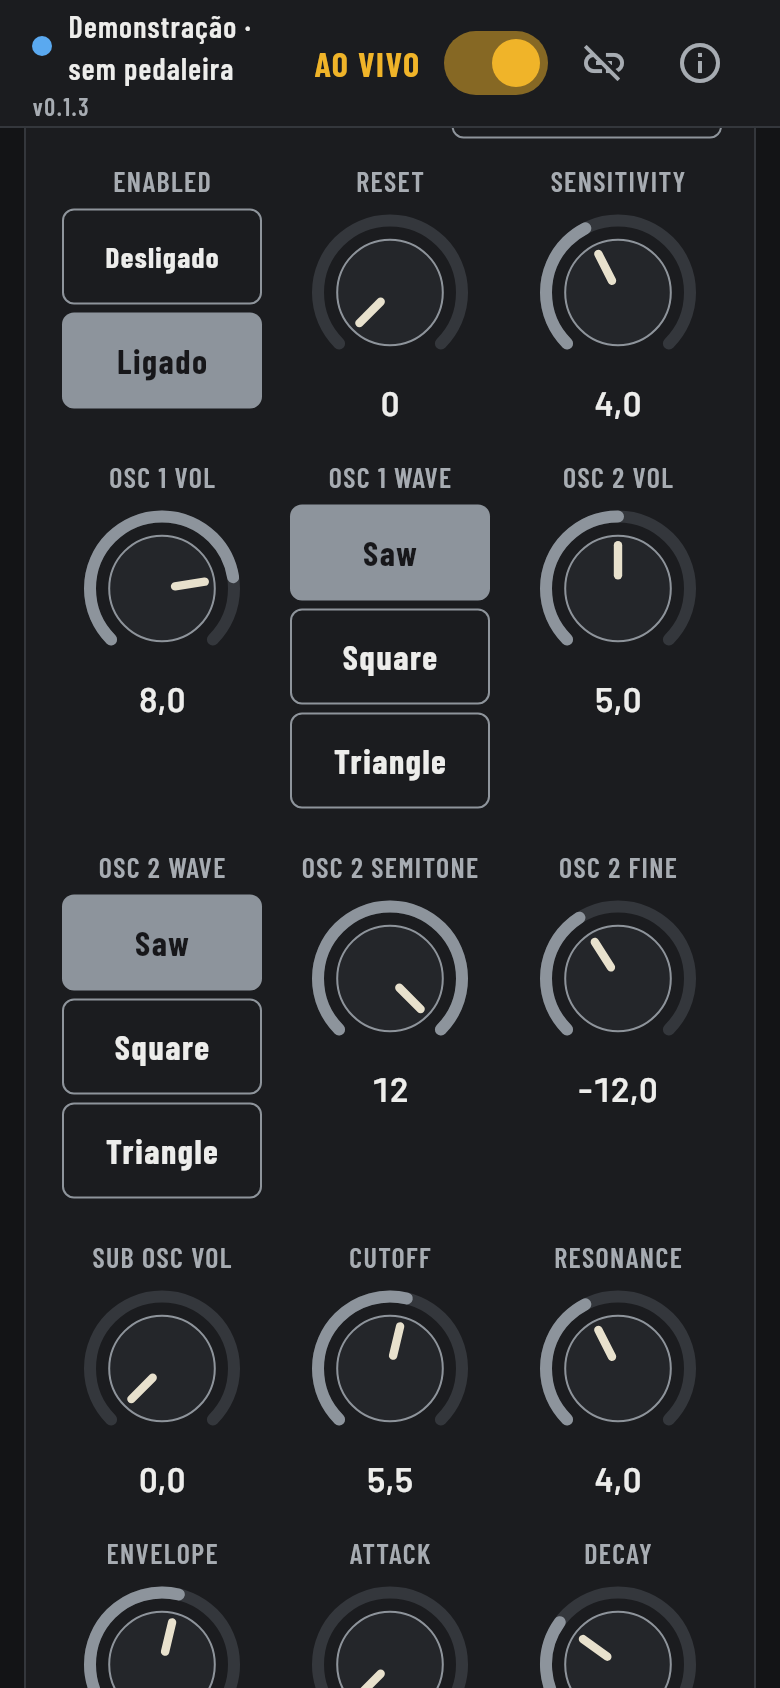 Demonstração ·
sem pedaleira
v0.1.3
AO VIVO
ENABLED
RESET
SENSITIVITY
Desligado
Ligado
0
4,0
OSC 1 VOL
OSC 1 WAVE
OSC 2 VOL
Saw
Square
Triangle
8,0
5,0
OSC 2 WAVE
OSC 2 SEMITONE
OSC 2 FINE
Saw
Square
Triangle
12
-12,0
SUB OSC VOL
CUTOFF
RESONANCE
0,0
5,5
4,0
ENVELOPE
ATTACK
DECAY